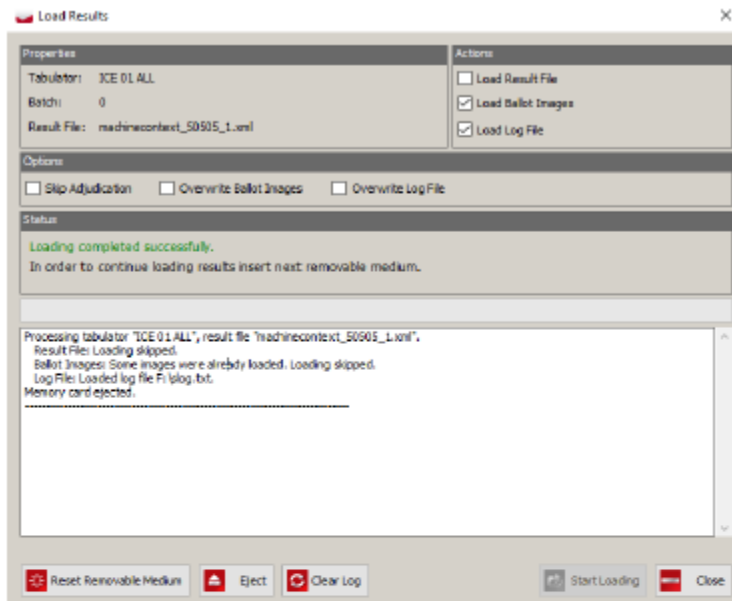 Load Results
Properties
Tabulator: ICE 01 ALL
Batch: 0
Result File: machinecontext_50505_1.xml
Actions
Load Result File
Load Ballot Images
Load Log File
Options
Skip Adjudication Overwrite Ballot Images Overwrite Log File
Status
Loading completed successfully.
In order to continue loading results insert next removable medium.
Processing tabulator "ICE 01 ALL", result file "machinecontext_50505_1.xml".
Result File: Loading skipped.
Ballot Images: Some images were already loaded. Loading skipped.
Log File: Loaded log file F:\slog.txt.
Memory card ejected.
Reset Removable Medium Eject Clear Log Start Loading Close